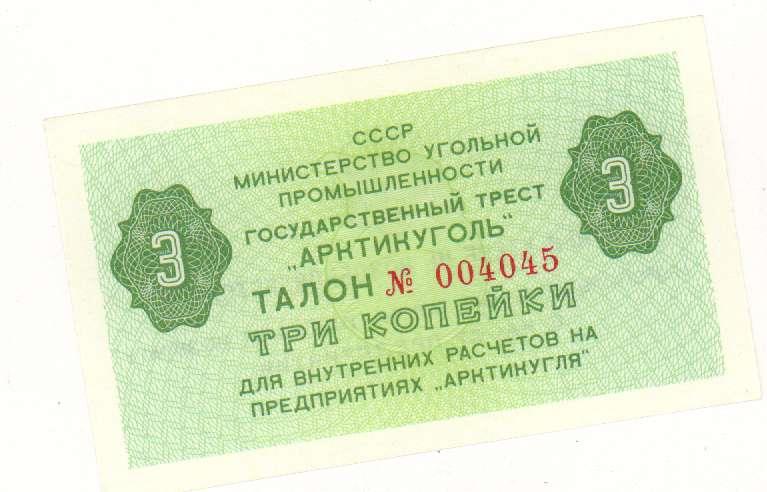 СССР
МИНИСТЕРСТВО УГОЛЬНОЙ
ПРОМЫШЛЕННОСТИ
ГОСУДАРСТВЕННЫЙ ТРЕСТ
„АРКТИКУГОЛЬ"
ТАЛОН № 004045
3 3
ТРИ КОПЕЙКИ
ДЛЯ ВНУТРЕННИХ РАСЧЕТОВ НА
ПРЕДПРИЯТИЯХ „АРКТИКУГЛЯ"